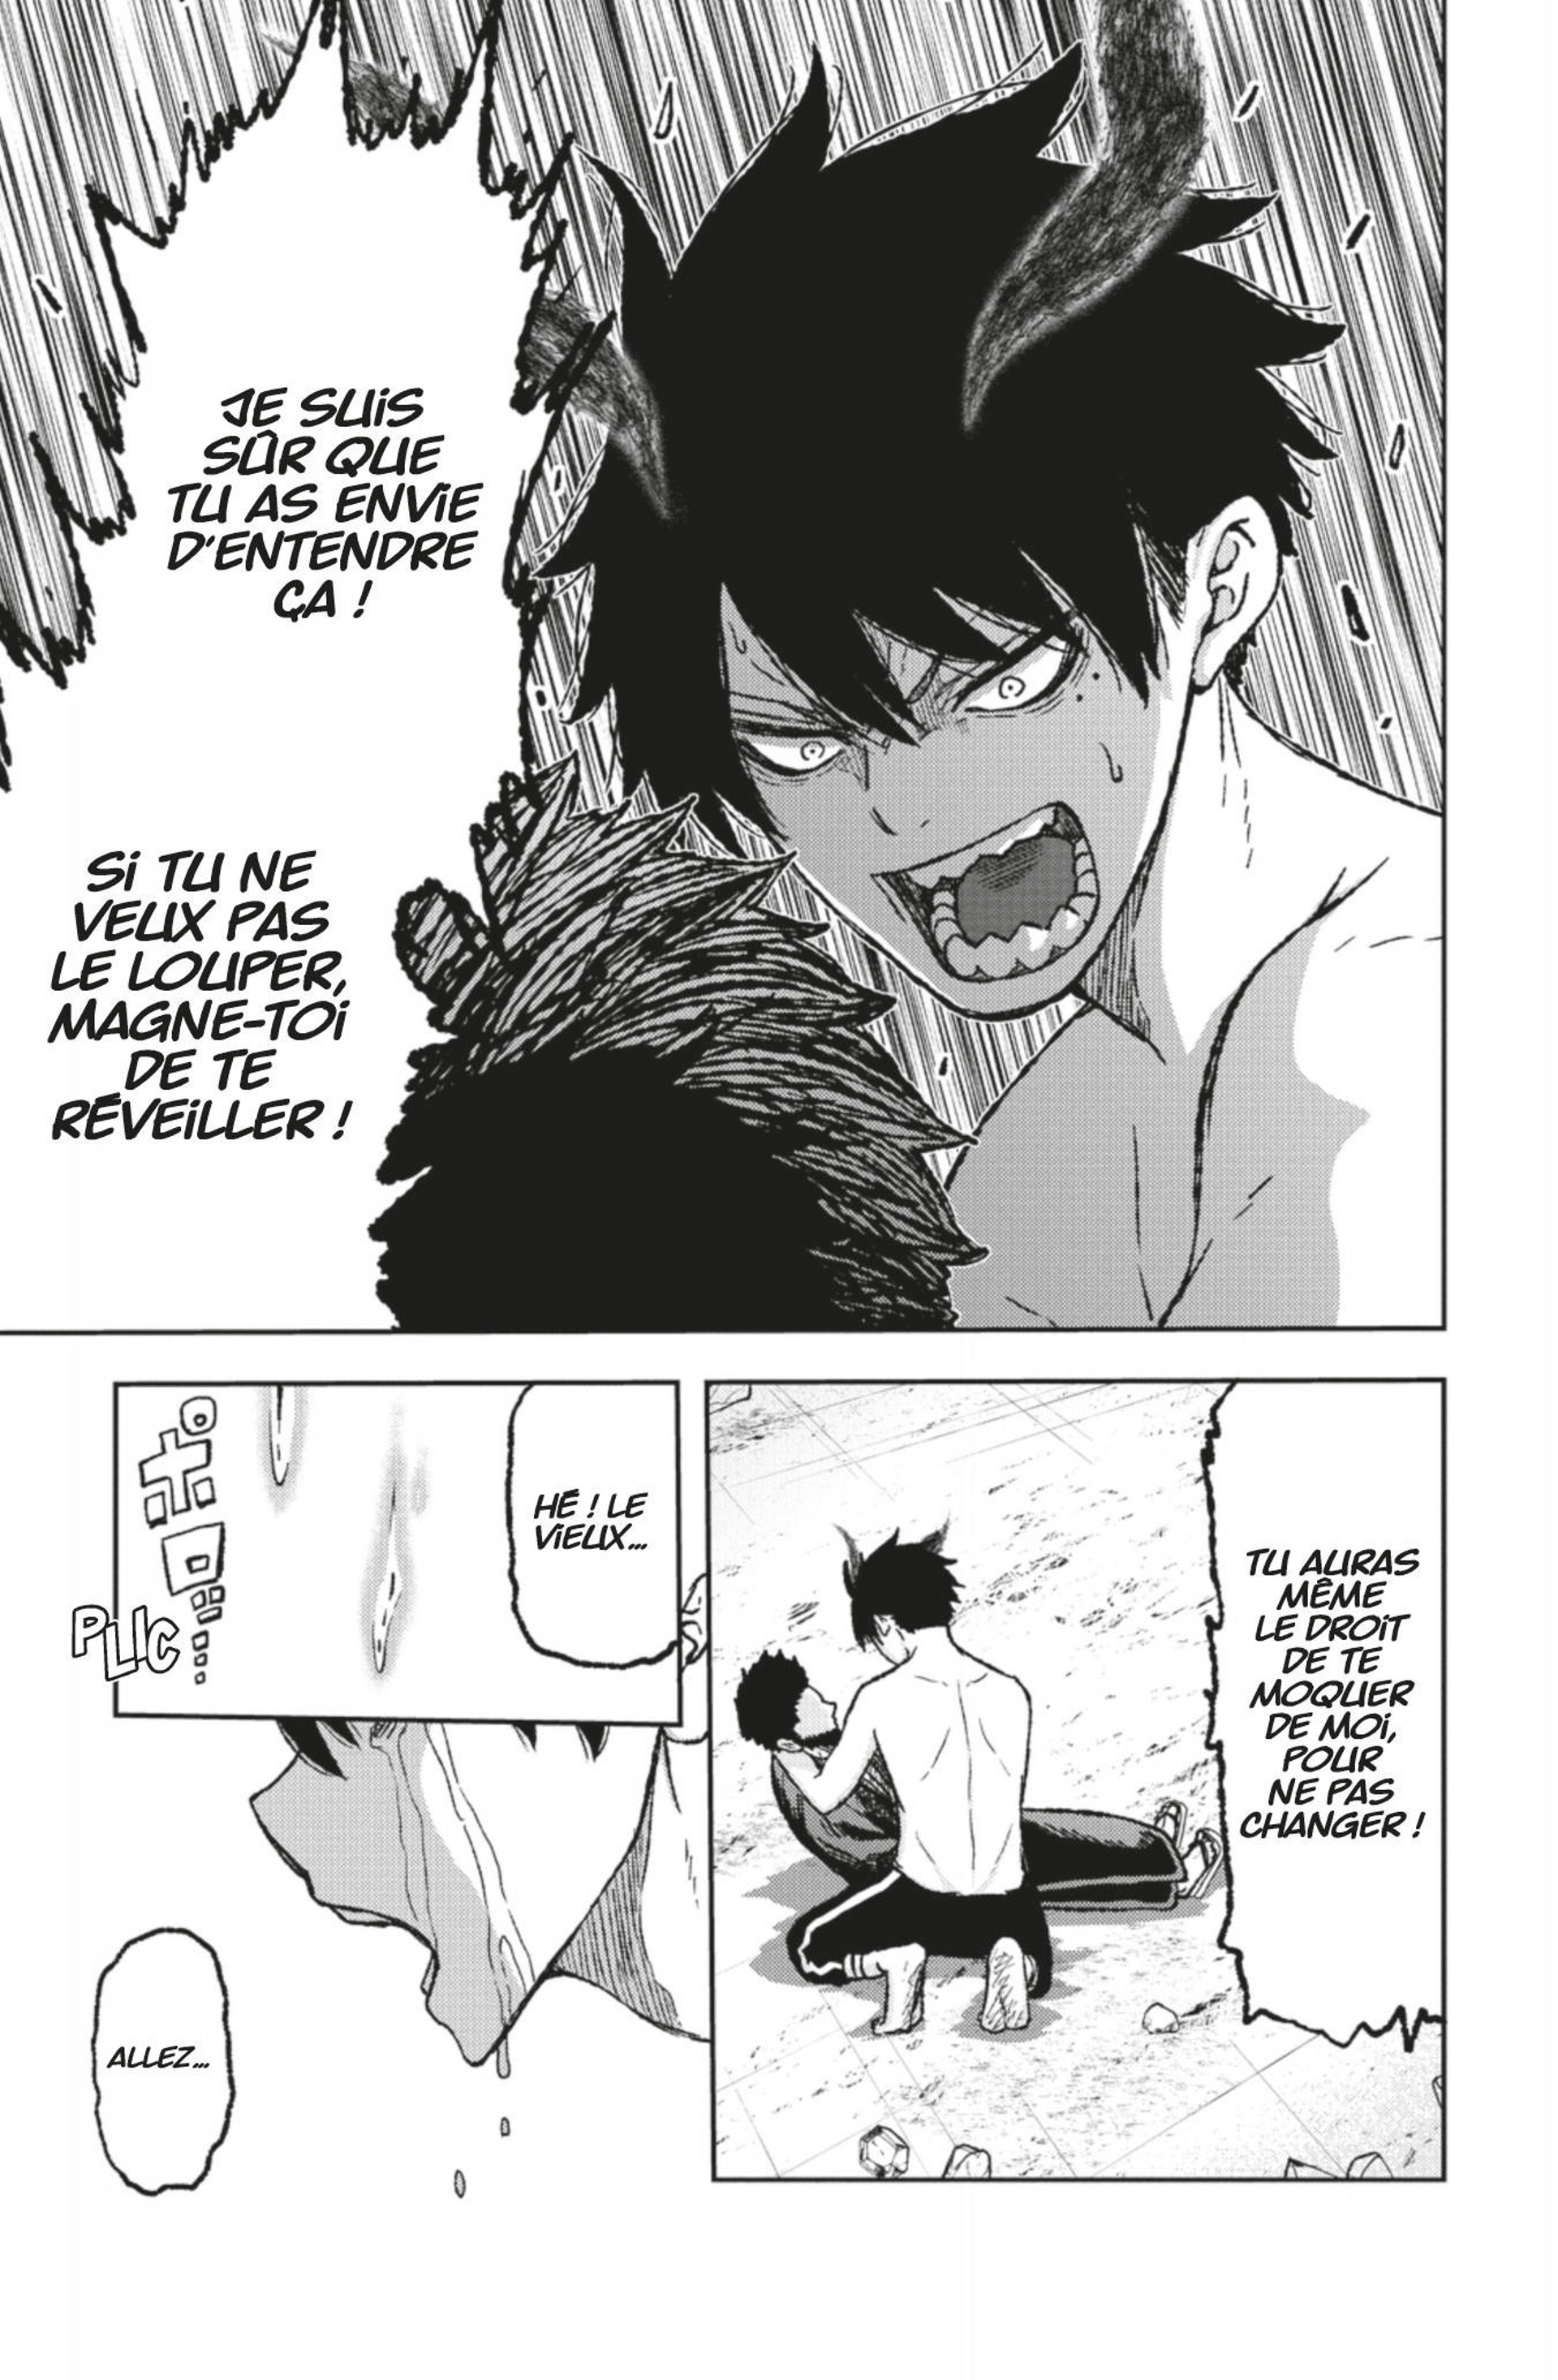 JE SUIS
SÛR QUE
TU AS ENVIE
D'ENTENDRE
ÇA !
SI TU NE
VEUX PAS
LE LOUPER,
MAGNE-TOI
DE TE
RÉVEILLER !
TU AURAS
MÊME
LE DROIT
DE TE
MOQUER
DE MOI,
POUR
NE PAS
CHANGER !
HÉ ! LE
VIEUX...
ポロ...
PLIC
ALLEZ...